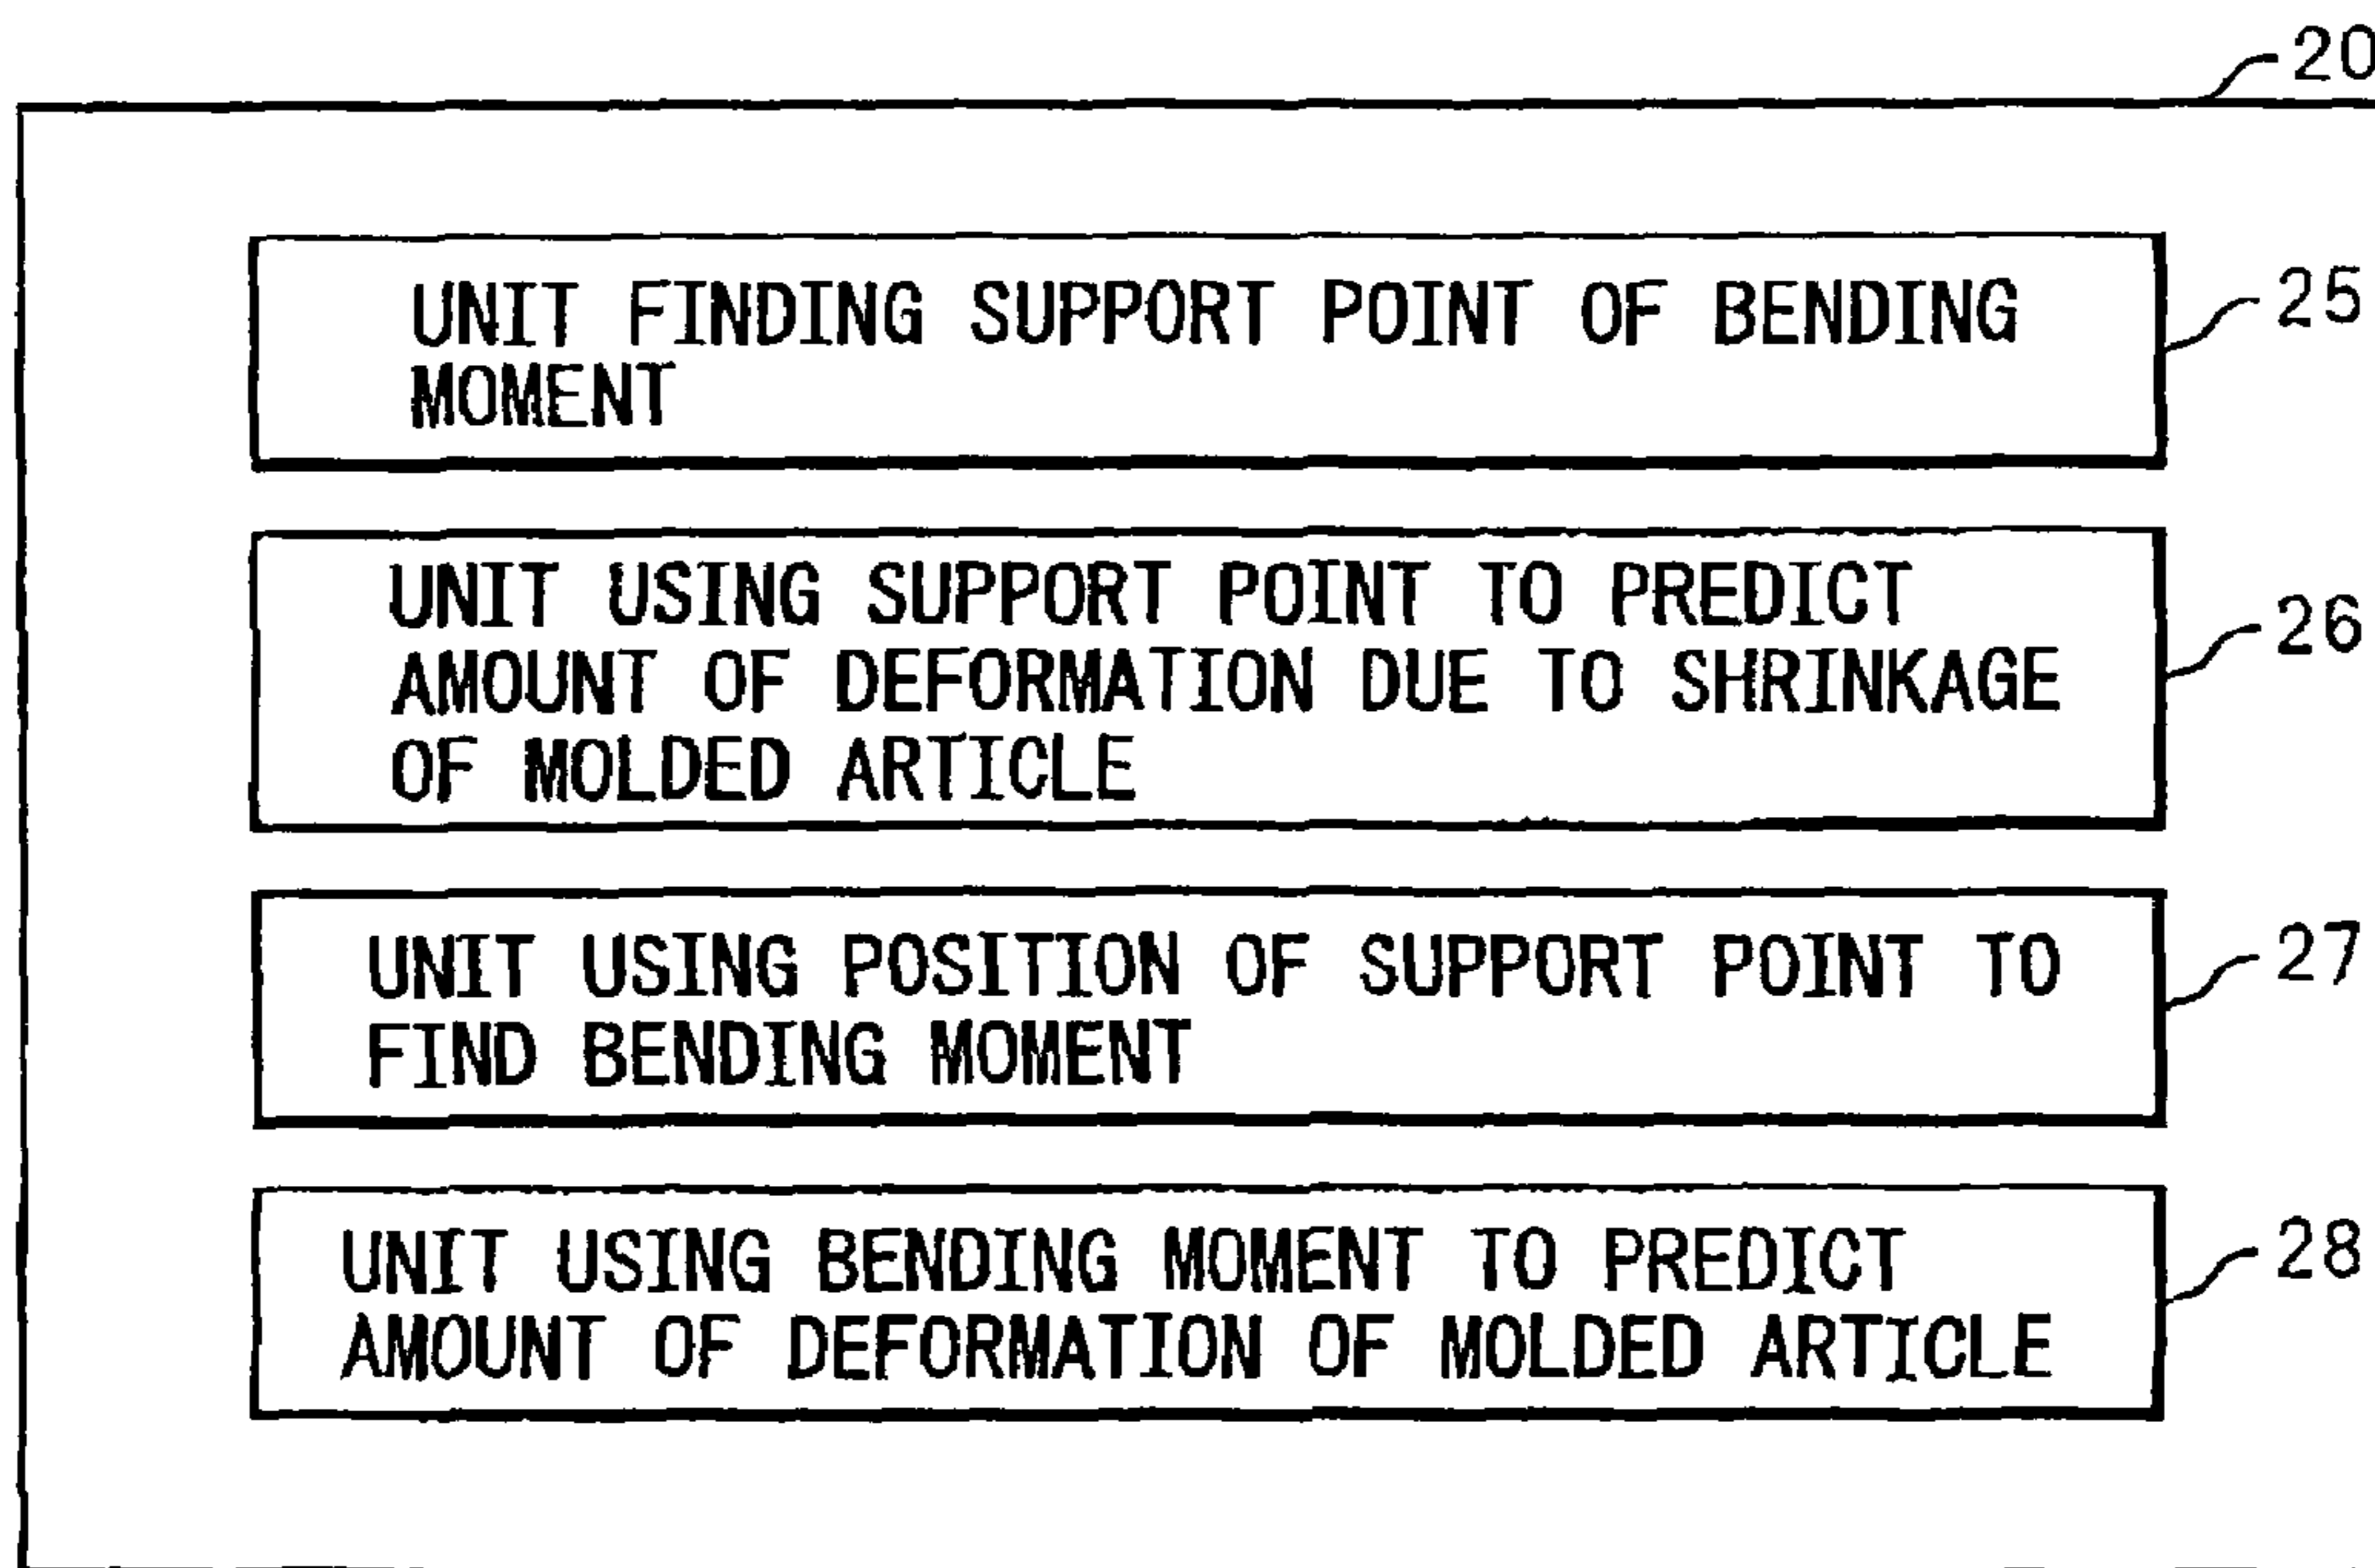 20
UNIT FINDING SUPPORT POINT OF BENDING
MOMENT
25
UNIT USING SUPPORT POINT TO PREDICT
AMOUNT OF DEFORMATION DUE TO SHRINKAGE
OF MOLDED ARTICLE
26
UNIT USING POSITION OF SUPPORT POINT TO
FIND BENDING MOMENT
27
UNIT USING BENDING MOMENT TO PREDICT
AMOUNT OF DEFORMATION OF MOLDED ARTICLE
28